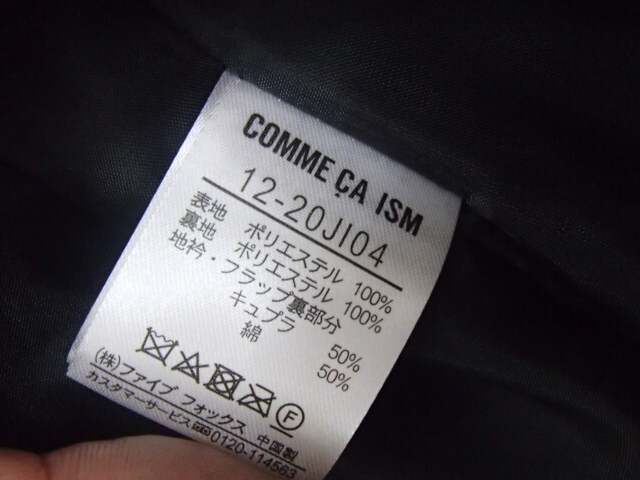 COMME ÇA ISM
12-20JI04
表地 ポリエステル 100%
裏地 ポリエステル 100%
地衿・フラップ裏部分
キュプラ 50%
綿 50%
F
(株)ファイブ フォックス 中国製
カスタマーサービス 0120-114563